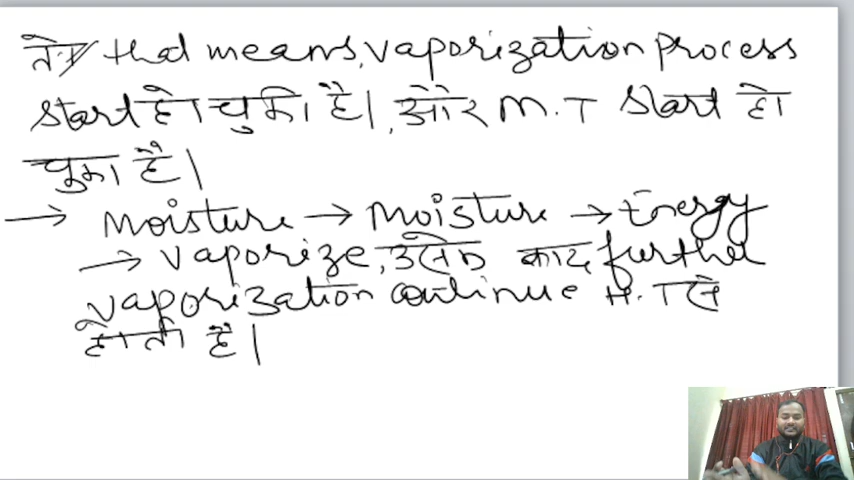 तो that means, vaporization process
start हो चुकी है। और M.T start हो
चुका है।
→ Moisture → Moisture → Energy
→ vaporize, उसके बाद further
vaporization continue H.T से
होती है।